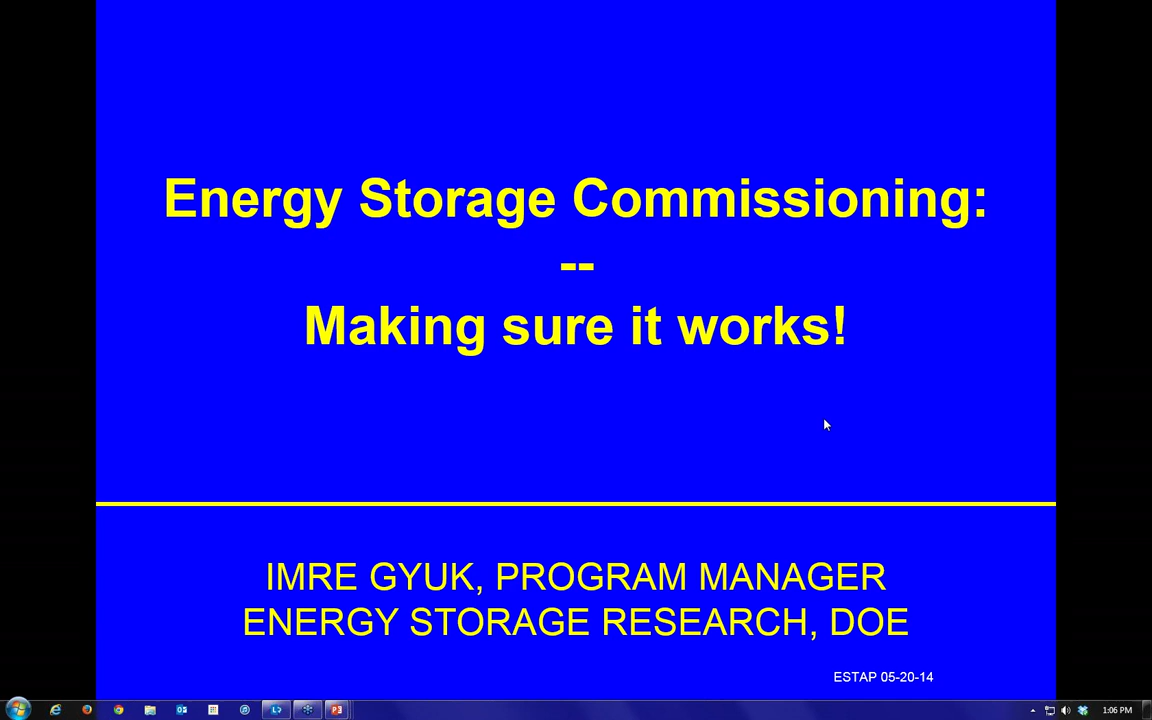 Energy Storage Commissioning:
--
Making sure it works!
IMRE GYUK, PROGRAM MANAGER
ENERGY STORAGE RESEARCH, DOE
ESTAP 05-20-14
1:06 PM